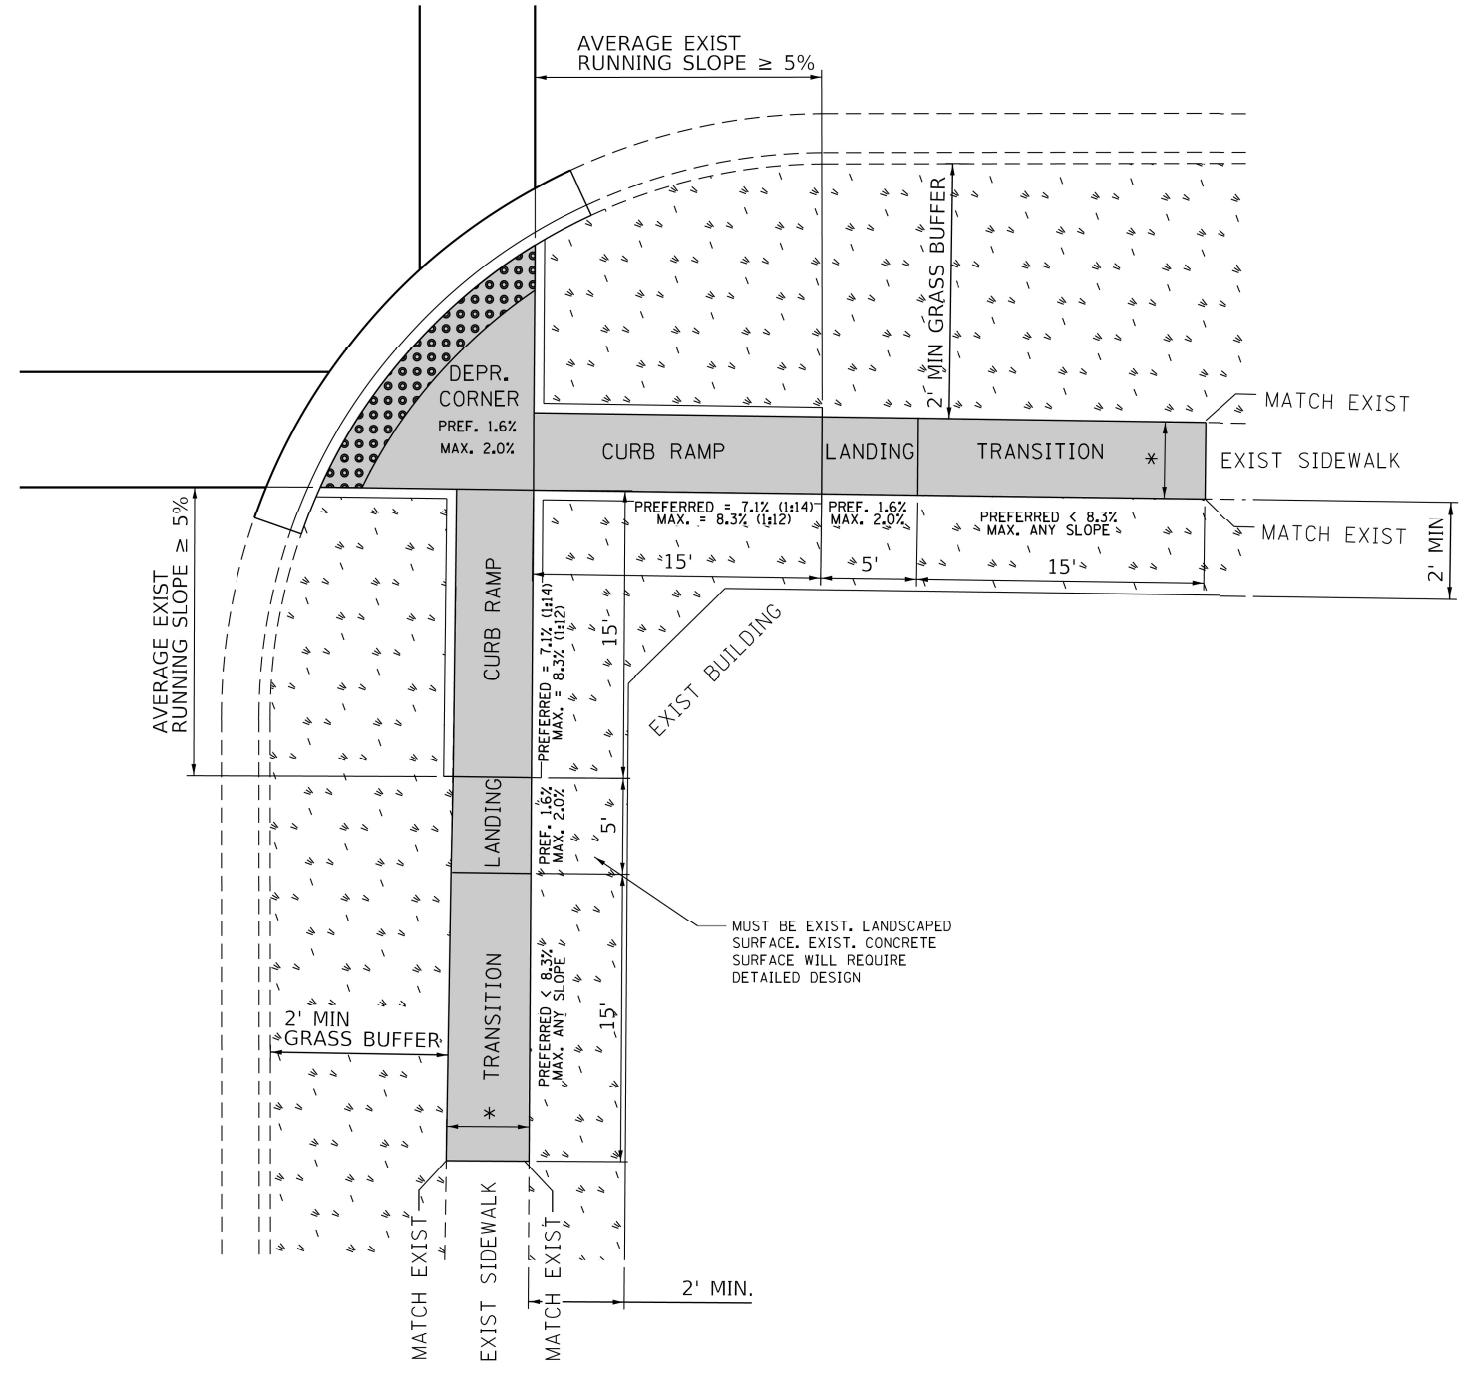 AVERAGE EXIST
RUNNING SLOPE ≥ 5%
2' MIN GRASS BUFFER
DEPR.
CORNER
PREF. 1.6%
MAX. 2.0%
CURB RAMP
LANDING
TRANSITION
*
MATCH EXIST
EXIST SIDEWALK
MATCH EXIST
PREFERRED = 7.1% (1:14)
MAX. = 8.3% (1:12)
PREF. 1.6%
MAX. 2.0%
PREFERRED < 8.3%
MAX. ANY SLOPE
15'
5'
15'
2' MIN
AVERAGE EXIST
RUNNING SLOPE ≥ 5%
CURB RAMP
PREFERRED = 7.1% (1:14)
MAX. = 8.3% (1:12)
15'
EXIST BUILDING
LANDING
PREF. 1.6%
MAX. 2.0%
5'
MUST BE EXIST. LANDSCAPED
SURFACE. EXIST. CONCRETE
SURFACE WILL REQUIRE
DETAILED DESIGN
TRANSITION
*
PREFERRED < 8.3%
MAX. ANY SLOPE
15'
2' MIN
GRASS BUFFER
MATCH EXIST
EXIST SIDEWALK
MATCH EXIST
2' MIN.